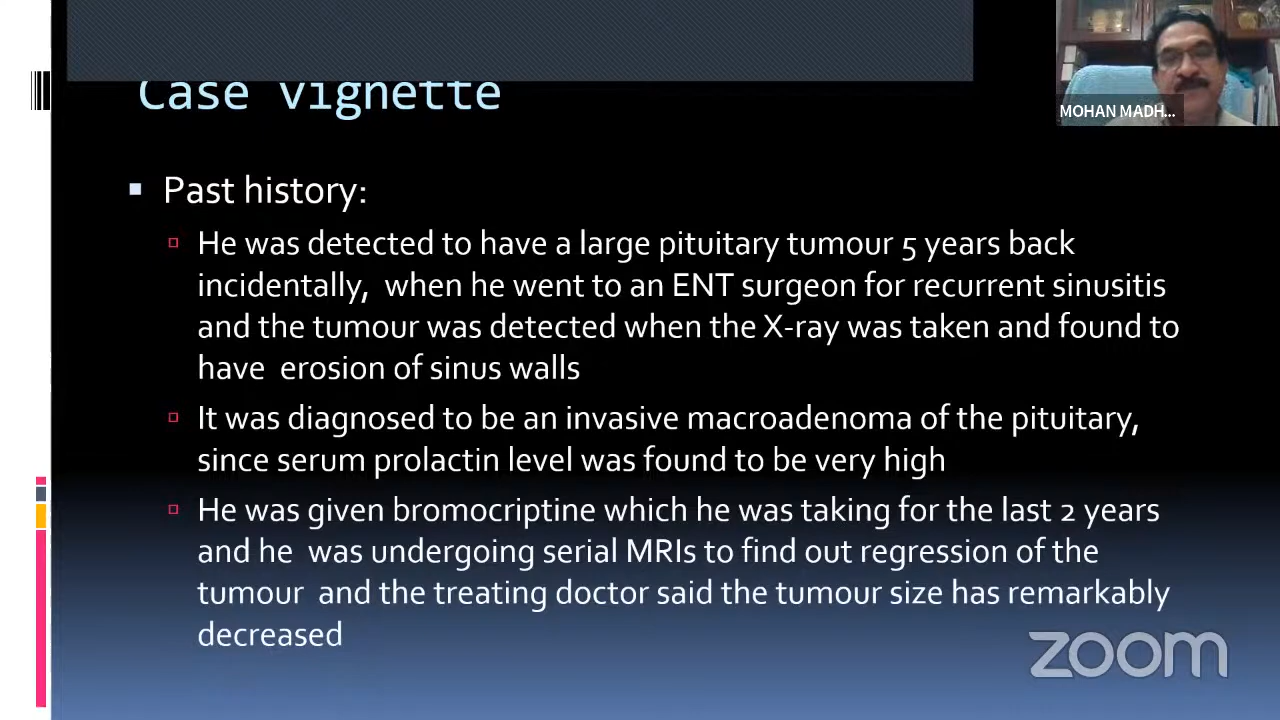 Case vignette
MOHAN MADH...
Past history:
He was detected to have a large pituitary tumour 5 years back
incidentally, when he went to an ENT surgeon for recurrent sinusitis
and the tumour was detected when the X-ray was taken and found to
have erosion of sinus walls
It was diagnosed to be an invasive macroadenoma of the pituitary,
since serum prolactin level was found to be very high
He was given bromocriptine which he was taking for the last 2 years
and he was undergoing serial MRIs to find out regression of the
tumour and the treating doctor said the tumour size has remarkably
decreased
zoom